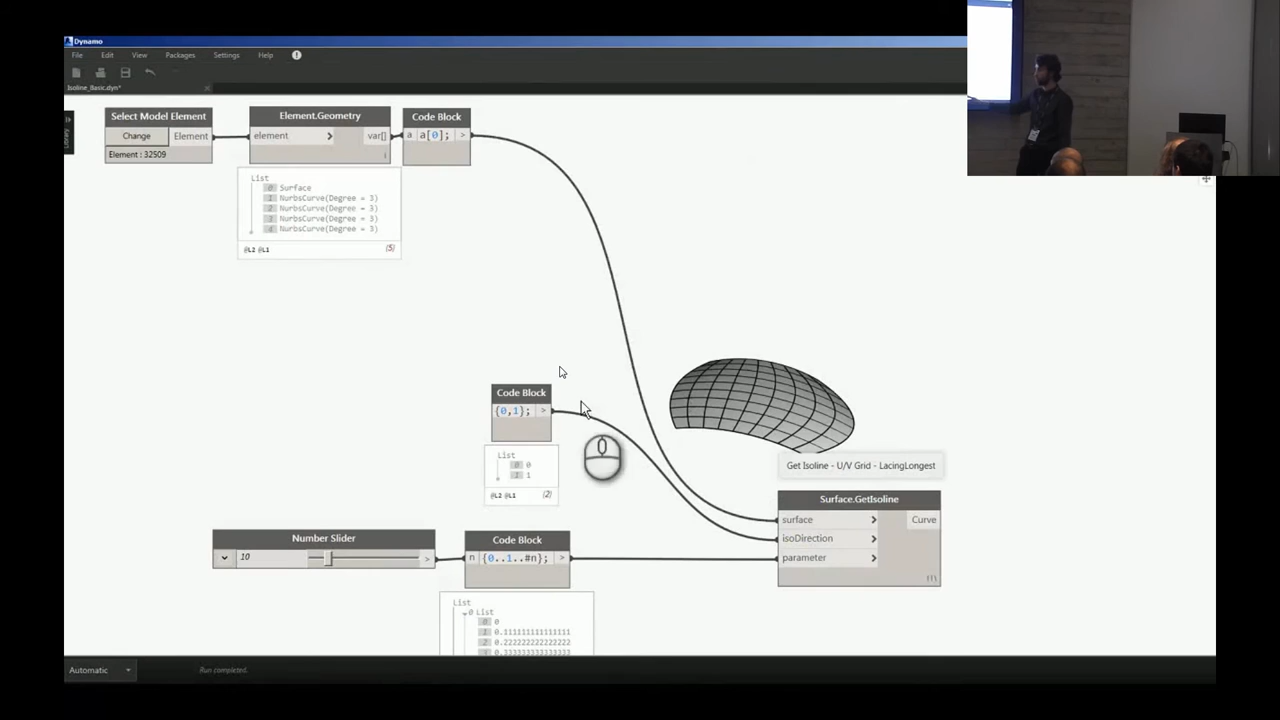 Dynamo
File Edit View Packages Settings Help
Isoline_Basic.dyn*
Library
Select Model Element
Change Element
Element : 32509
Element.Geometry
element > var[]
List
0 Surface
1 NurbsCurve(Degree = 3)
2 NurbsCurve(Degree = 3)
3 NurbsCurve(Degree = 3)
4 NurbsCurve(Degree = 3)
@L2 @L1 {5}
Code Block
a a[0]; >
Code Block
{0,1}; >
List
0 0
1 1
@L2 @L1 {2}
Get Isoline - U/V Grid - LacingLongest
Surface.GetIsoline
surface > Curve
isoDirection >
parameter >
Number Slider
10 >
Code Block
n {0..1..#n}; >
List
0 List
0 0
1 0.111111111111111
2 0.222222222222222
3 0.333333333333333
Automatic
Run completed.